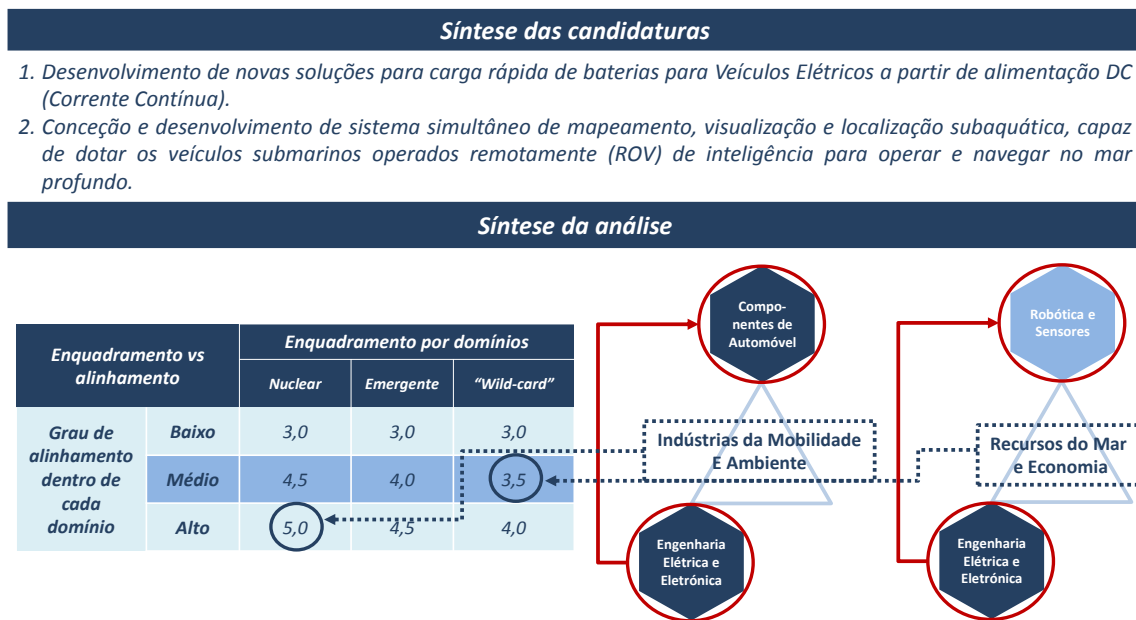 Síntese das candidaturas
1. Desenvolvimento de novas soluções para carga rápida de baterias para Veículos Elétricos a partir de alimentação DC
(Corrente Contínua).
2. Conceção e desenvolvimento de sistema simultâneo de mapeamento, visualização e localização subaquática, capaz
de dotar os veículos submarinos operados remotamente (ROV) de inteligência para operar e navegar no mar
profundo.
Síntese da análise
Enquadramento vs
alinhamento
Enquadramento por domínios
Nuclear
Emergente
“Wild-card”
Grau de
alinhamento
dentro de
cada
domínio
Baixo
3,0
3,0
3,0
Médio
4,5
4,0
3,5
Alto
5,0
4,5
4,0
Compo-
nentes de
Automóvel
Indústrias da Mobilidade
E Ambiente
Engenharia
Elétrica e
Eletrónica
Robótica e
Sensores
Recursos do Mar
e Economia
Engenharia
Elétrica e
Eletrónica